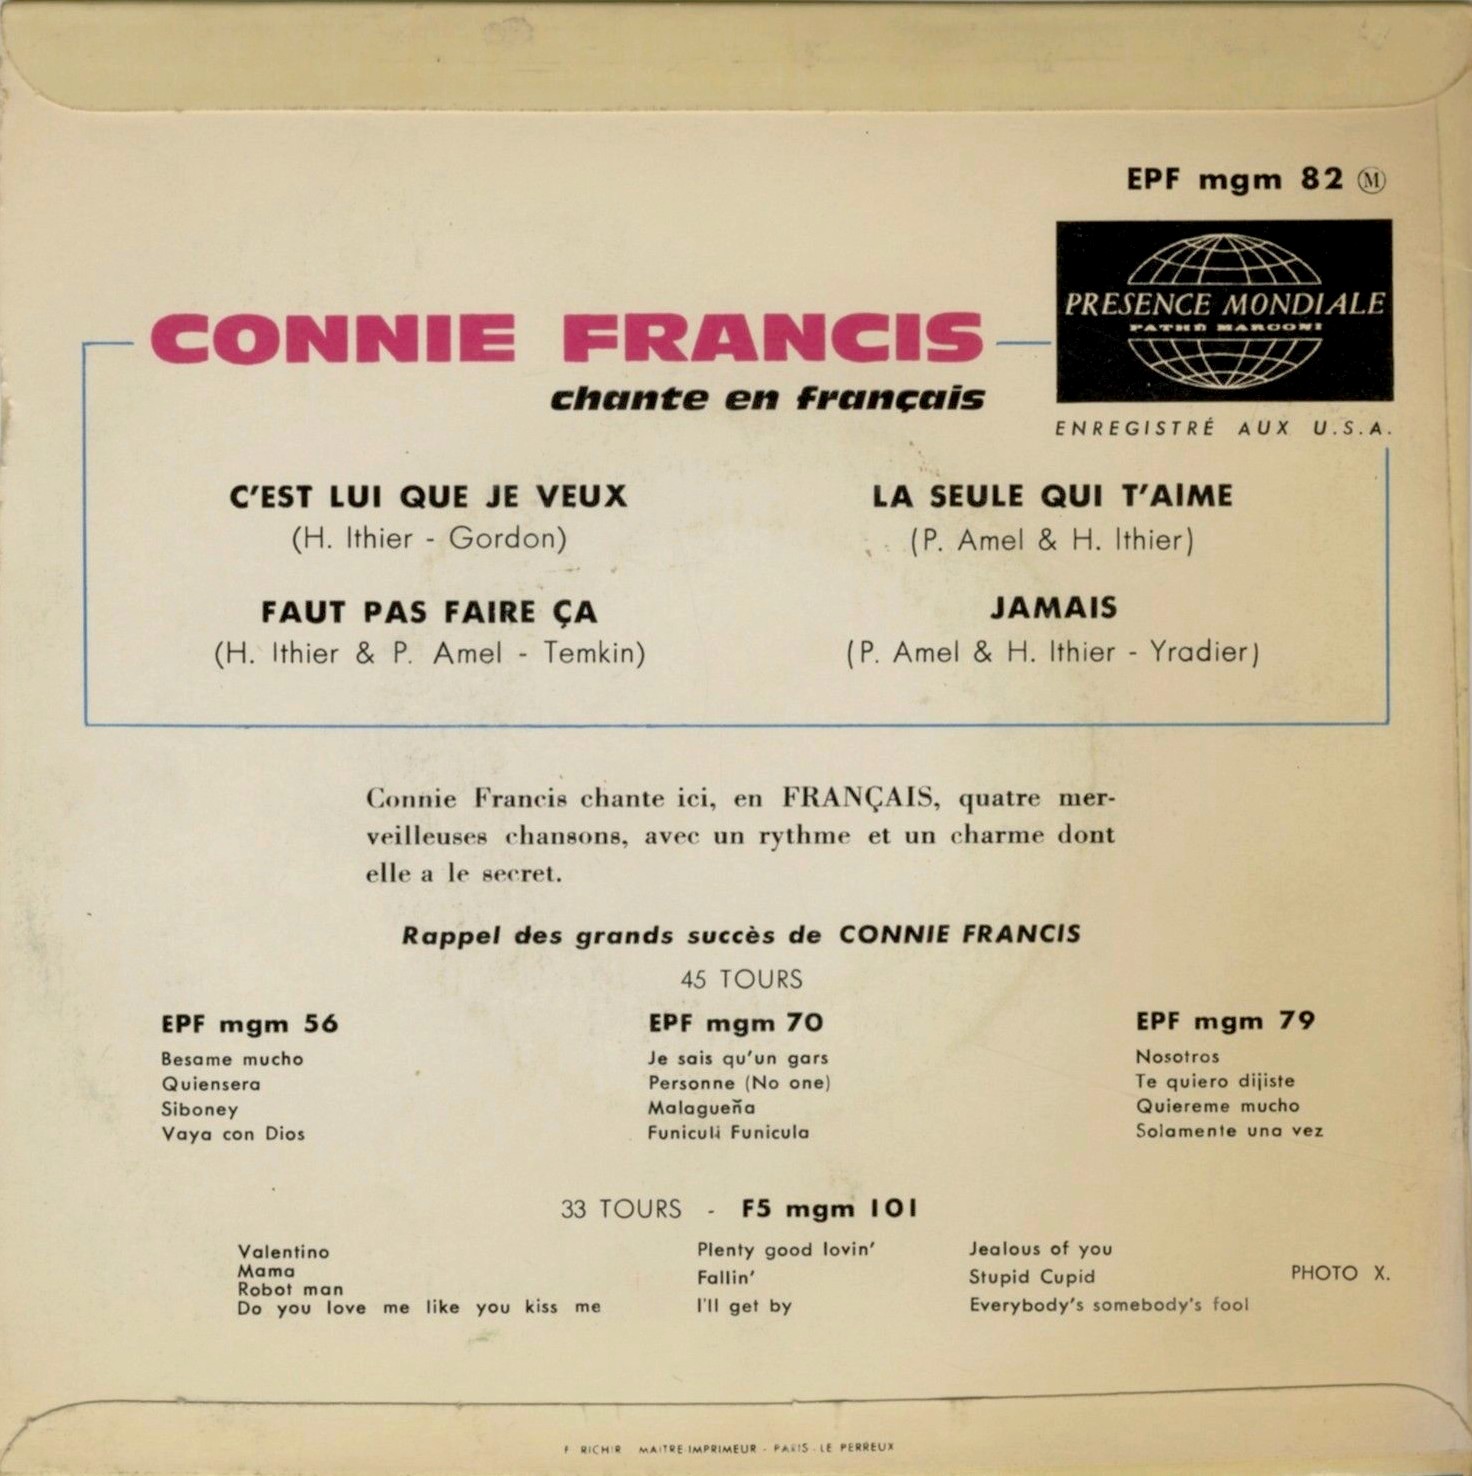 EPF mgm 82 Ⓜ
PRESENCE MONDIALE
PATHÉ MARCONI
ENREGISTRÉ AUX U.S.A.
CONNIE FRANCIS
chante en français
C'EST LUI QUE JE VEUX
(H. Ithier - Gordon)
FAUT PAS FAIRE ÇA
(H. Ithier & P. Amel - Temkin)
LA SEULE QUI T'AIME
(P. Amel & H. Ithier)
JAMAIS
(P. Amel & H. Ithier - Yradier)
Connie Francis chante ici, en FRANÇAIS, quatre mer-
veilleuses chansons, avec un rythme et un charme dont
elle a le secret.
Rappel des grands succès de CONNIE FRANCIS
45 TOURS
EPF mgm 56
Besame mucho
Quiensera
Siboney
Vaya con Dios
EPF mgm 70
Je sais qu'un gars
Personne (No one)
Malagueña
Funiculi Funicula
EPF mgm 79
Nosotros
Te quiero dijiste
Quiereme mucho
Solamente una vez
33 TOURS - F5 mgm 101
Valentino
Mama
Robot man
Do you love me like you kiss me
Plenty good lovin'
Fallin'
I'll get by
Jealous of you
Stupid Cupid
Everybody's somebody's fool
PHOTO X.
F. RICHIR MAITRE-IMPRIMEUR - PARIS - LE PERREUX